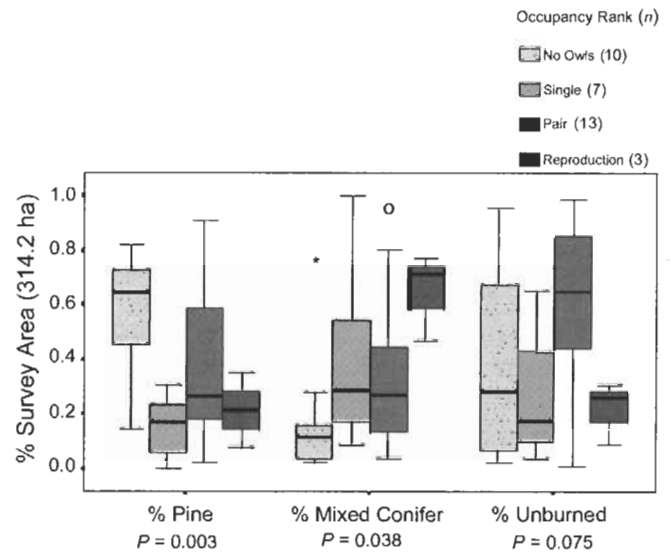 Occupancy Rank (n)
No Owls (10)
Single (7)
Pair (13)
Reproduction (3)
% Survey Area (314.2 ha)
1.0
0.8
0.6
0.4
0.2
0.0
*
% Pine % Mixed Conifer % Unburned
P = 0.003 P = 0.038 P = 0.075